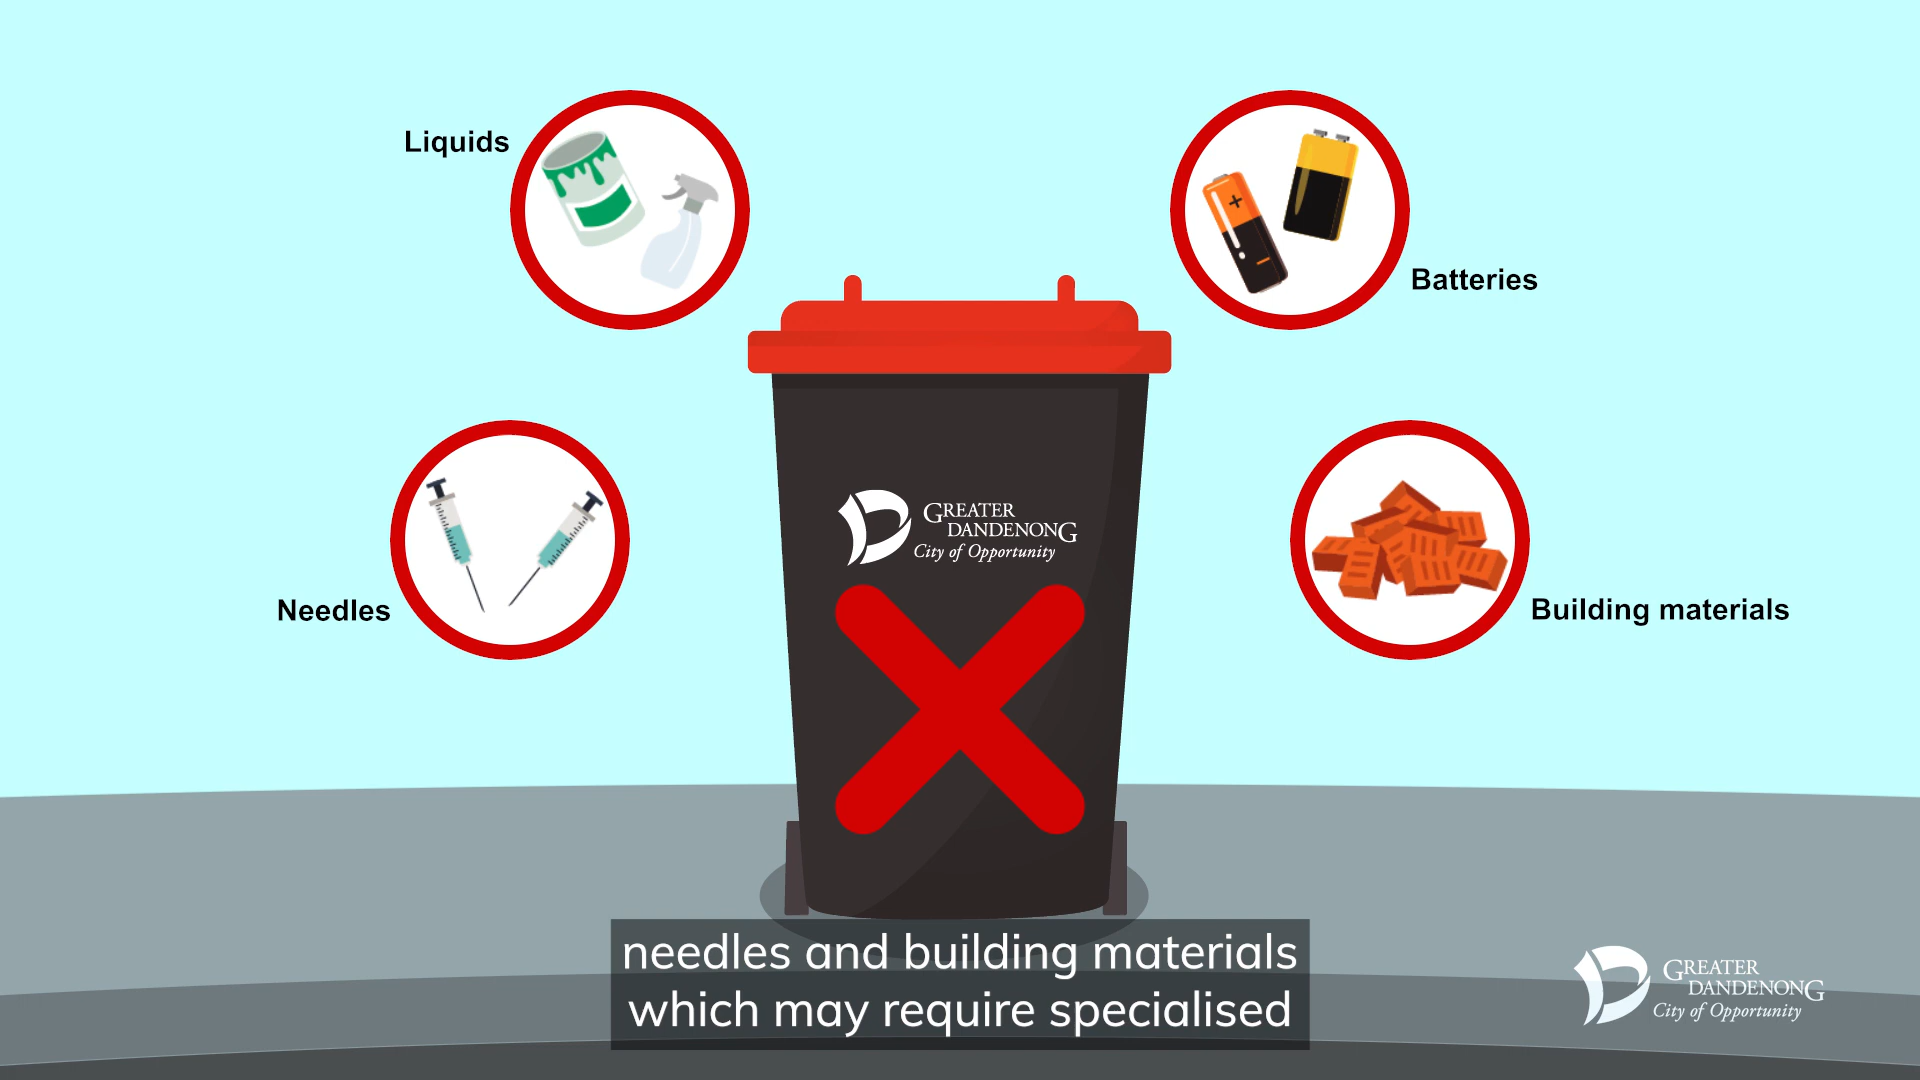 Liquids
Batteries
Needles
Building materials
GREATER
DANDENONG
City of Opportunity
needles and building materials
which may require specialised
GREATER
DANDENONG
City of Opportunity